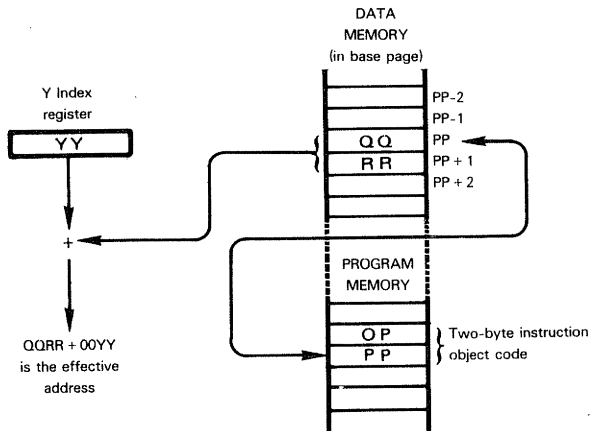 DATA
MEMORY
(in base page)
Y Index
register
YY
PP-2
PP-1
QQ
PP
RR
PP + 1
PP + 2
+
PROGRAM
MEMORY
QQRR + 00YY
is the effective
address
OP
PP
Two-byte instruction
object code